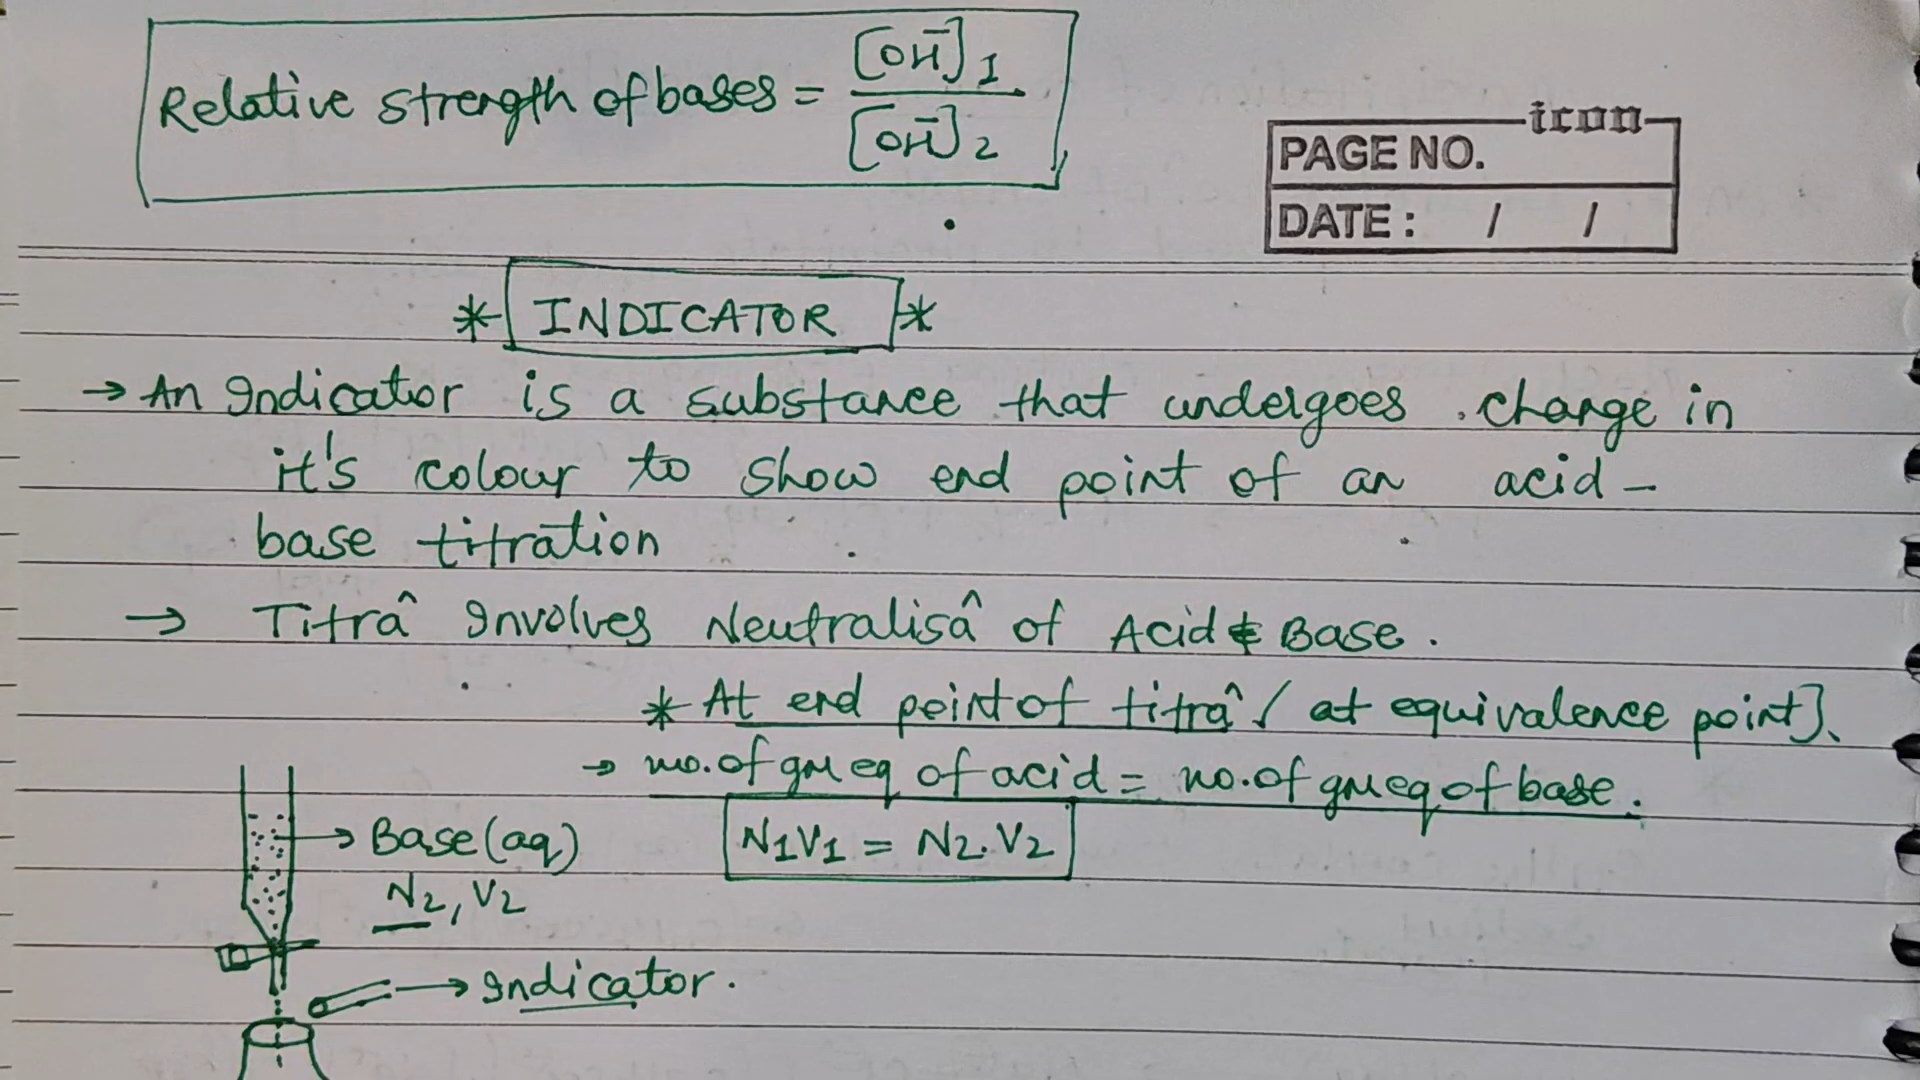 Relative strength of bases = [OH⁻]₁ / [OH⁻]₂
icon
PAGE NO.
DATE : / /
* INDICATOR *
→ An Indicator is a substance that undergoes change in
it's colour to show end point of an acid -
base titration
→ Titra^ Involves Neutralisa^ of Acid & Base.
* At end point of titra^ / at equivalence point].
→ no. of gm eq of acid = no. of gm eq of base.
N₁V₁ = N₂.V₂
→ Base (aq)
N₂, V₂
→ Indicator.